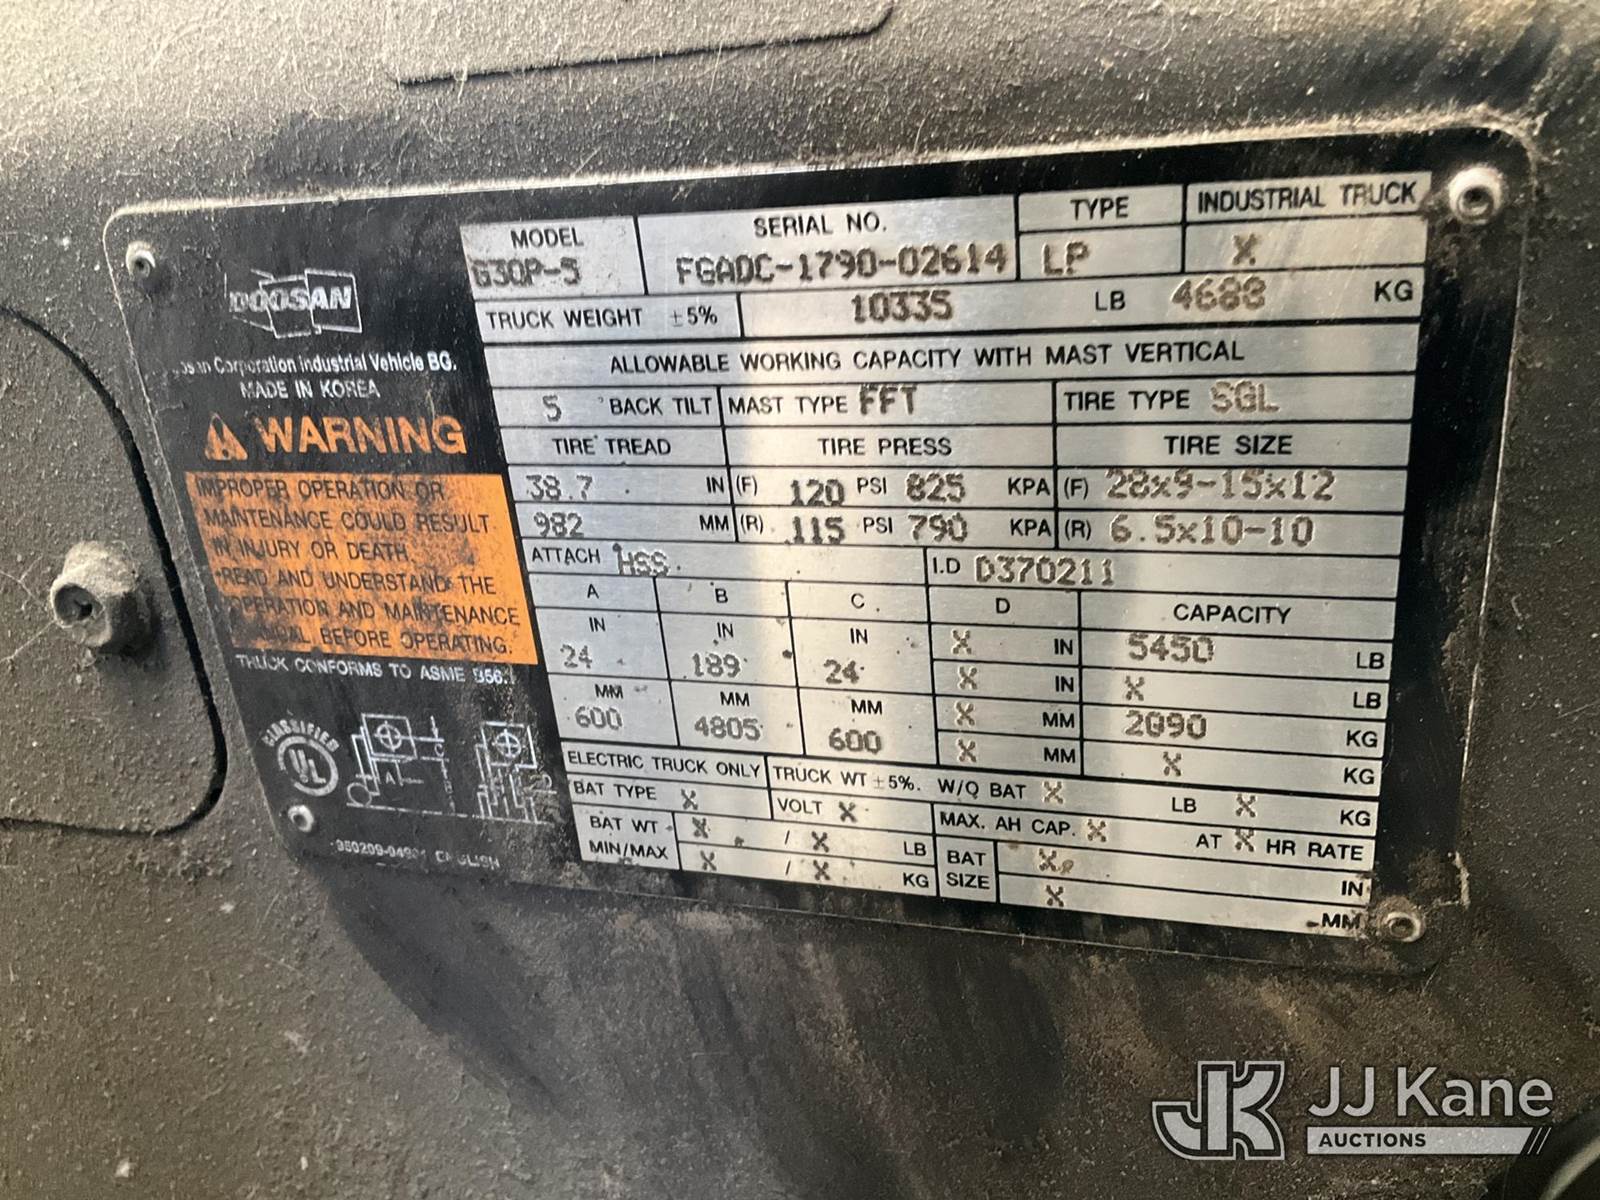 DOOSAN
Corporation Industrial Vehicle BG.
MADE IN KOREA
WARNING
IMPROPER OPERATION OR
MAINTENANCE COULD RESULT
IN INJURY OR DEATH.
READ AND UNDERSTAND THE
OPERATION AND MAINTENANCE
BEFORE OPERATING.
TRUCK CONFORMS TO ASME B56.1
CLASSIFIED
UL
A
C
ENGLISH
MODEL SERIAL NO. TYPE INDUSTRIAL TRUCK
G30P-5 FGADC-1790-02614 LP X
TRUCK WEIGHT ±5% 10335 LB 4688 KG
ALLOWABLE WORKING CAPACITY WITH MAST VERTICAL
5 ° BACK TILT MAST TYPE FFT TIRE TYPE SGL
TIRE TREAD TIRE PRESS TIRE SIZE
38.7 IN (F) 120 PSI 825 KPA (F) 28x9-15x12
982 MM (R) 115 PSI 790 KPA (R) 6.5x10-10
ATTACH HSS I.D D370211
A B C D CAPACITY
IN IN IN X IN 5450 LB
24 189 24 X IN X LB
MM MM MM X MM 2090 KG
600 4805 600 X MM X KG
ELECTRIC TRUCK ONLY TRUCK WT ±5%. W/O BAT X LB X KG
BAT TYPE X VOLT X MAX. AH CAP. X AT X HR RATE
BAT WT X / X LB BAT X IN
MIN/MAX X / X KG SIZE X MM
JK JJ Kane
AUCTIONS